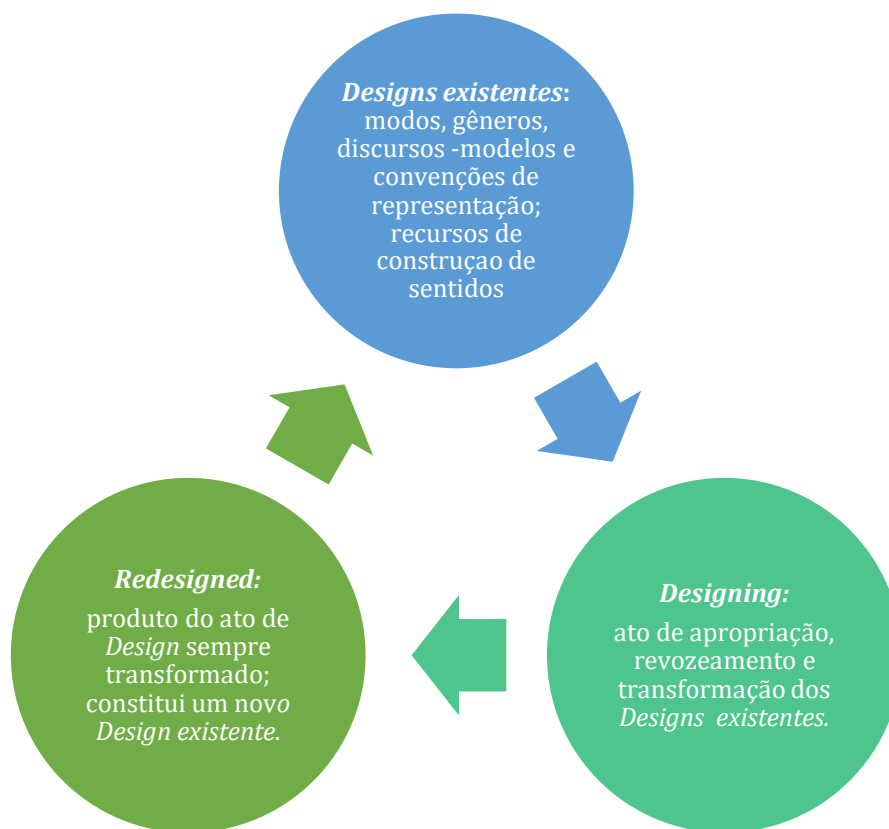 Designs existentes:
modos, gêneros,
discursos -modelos e
convenções de
representação;
recursos de
construçao de
sentidos
Redesigned:
produto do ato de
Design sempre
transformado;
constitui um novo
Design existente.
Designing:
ato de apropriação,
revozeamento e
transformação dos
Designs existentes.